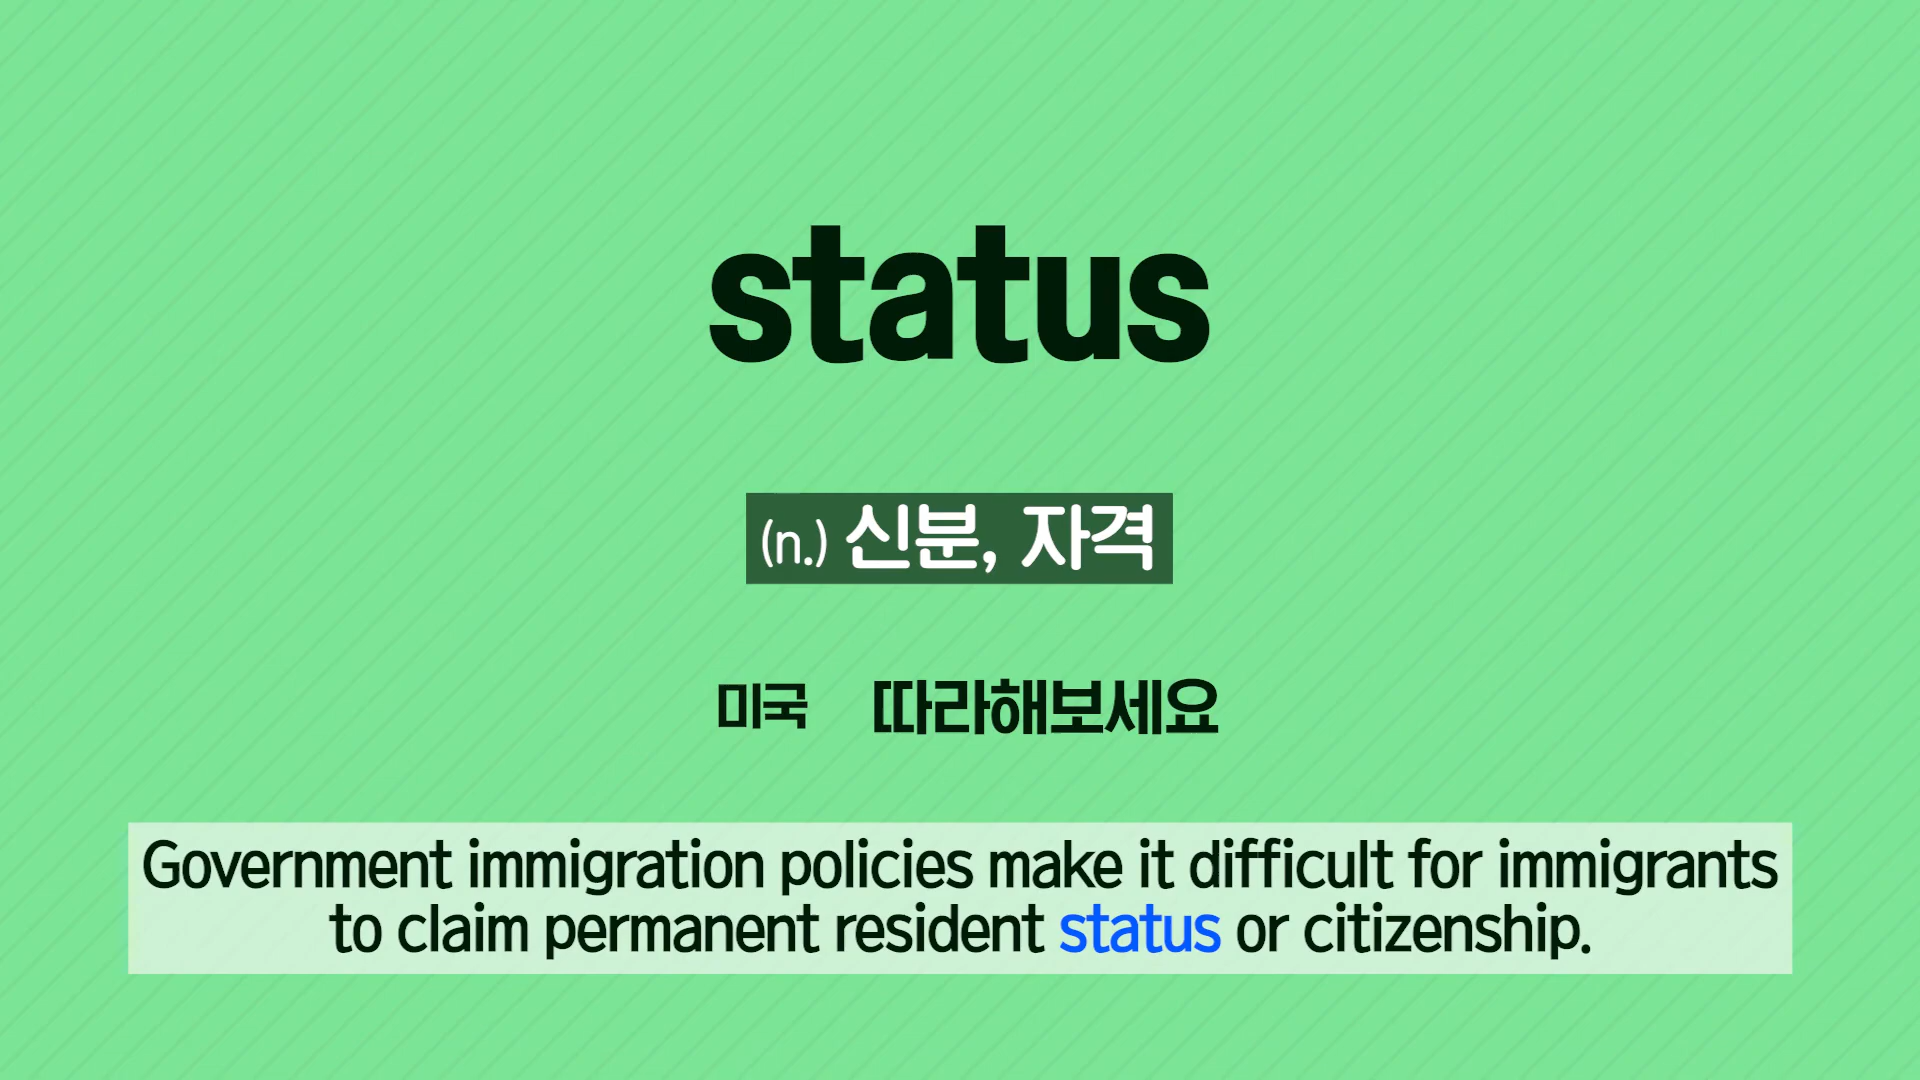 status
(n.) 신분, 자격
미국 따라해보세요
Government immigration policies make it difficult for immigrants
to claim permanent resident status or citizenship.